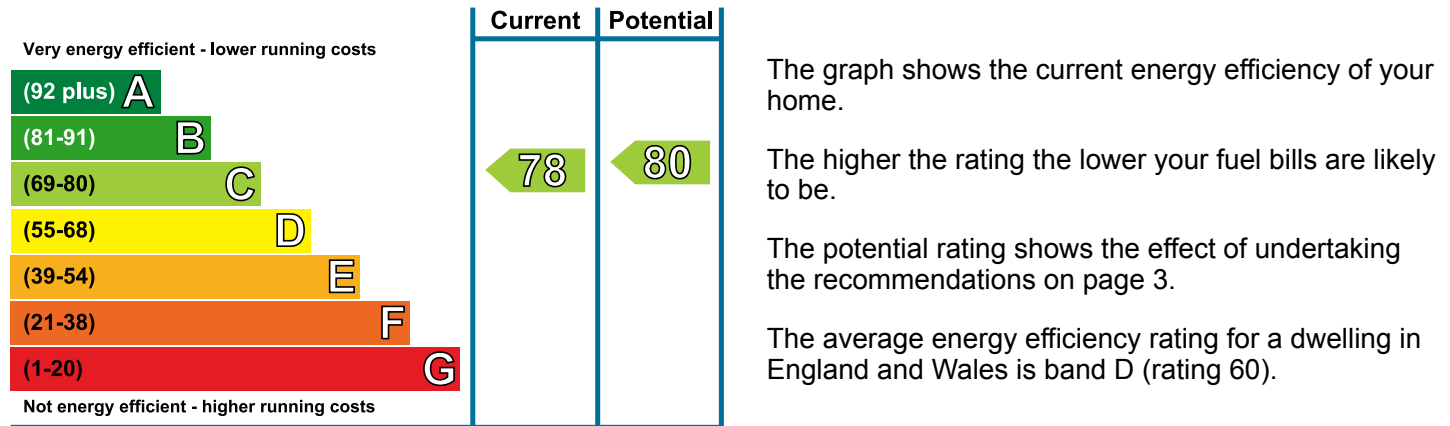 Current Potential
Very energy efficient - lower running costs
(92 plus) A
(81-91) B
(69-80) C
(55-68) D
(39-54) E
(21-38) F
(1-20) G
Not energy efficient - higher running costs
78 80
The graph shows the current energy efficiency of your
home.
The higher the rating the lower your fuel bills are likely
to be.
The potential rating shows the effect of undertaking
the recommendations on page 3.
The average energy efficiency rating for a dwelling in
England and Wales is band D (rating 60).